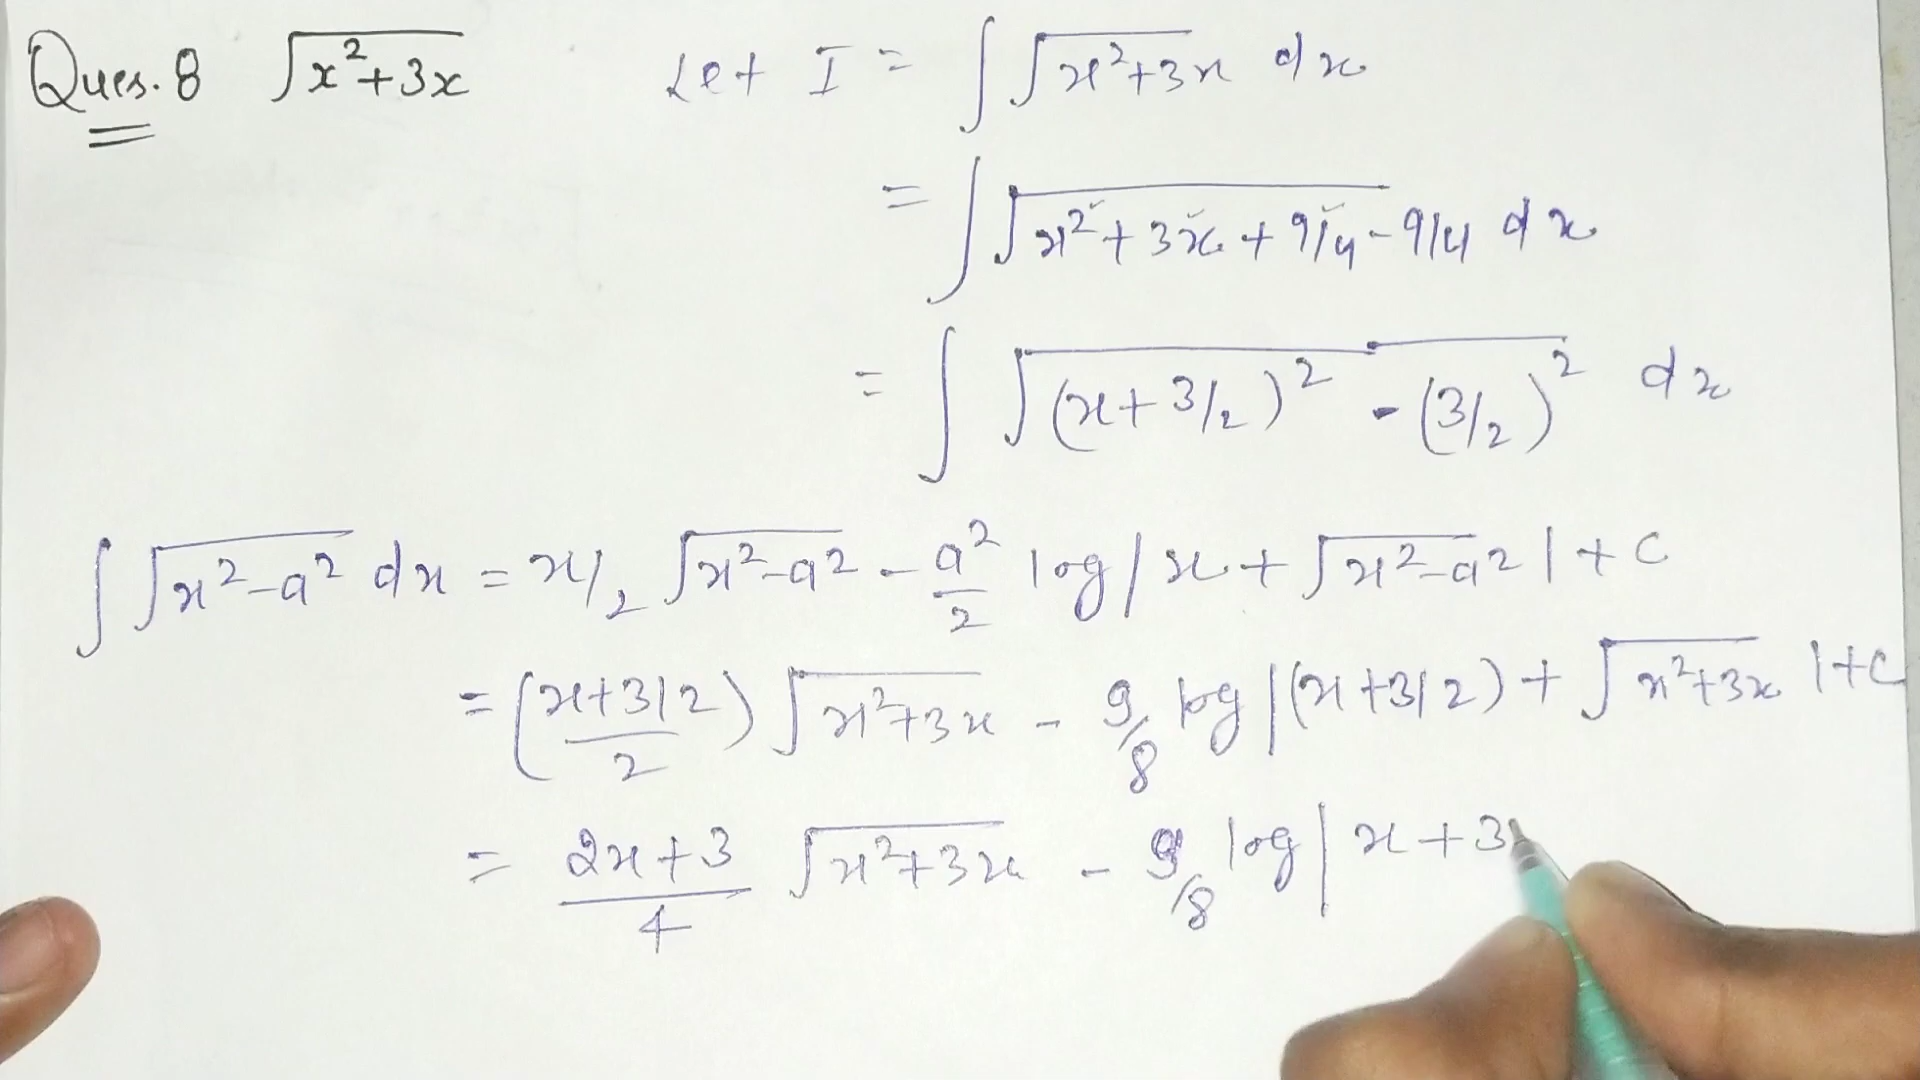 Ques. 8 √(x²+3x) Let I = ∫√(x²+3x) dx
= ∫√(x²+3x+9/4-9/4) dx
= ∫√((x+3/2)² - (3/2)²) dx
∫√(x²-a²) dx = x/2 √(x²-a²) - a²/2 log|x+√(x²-a²)|+c
= ((x+3/2)/2) √(x²+3x) - 9/8 log|(x+3/2)+√(x²+3x)|+c
= (2x+3)/4 √(x²+3x) - 9/8 log|x+3